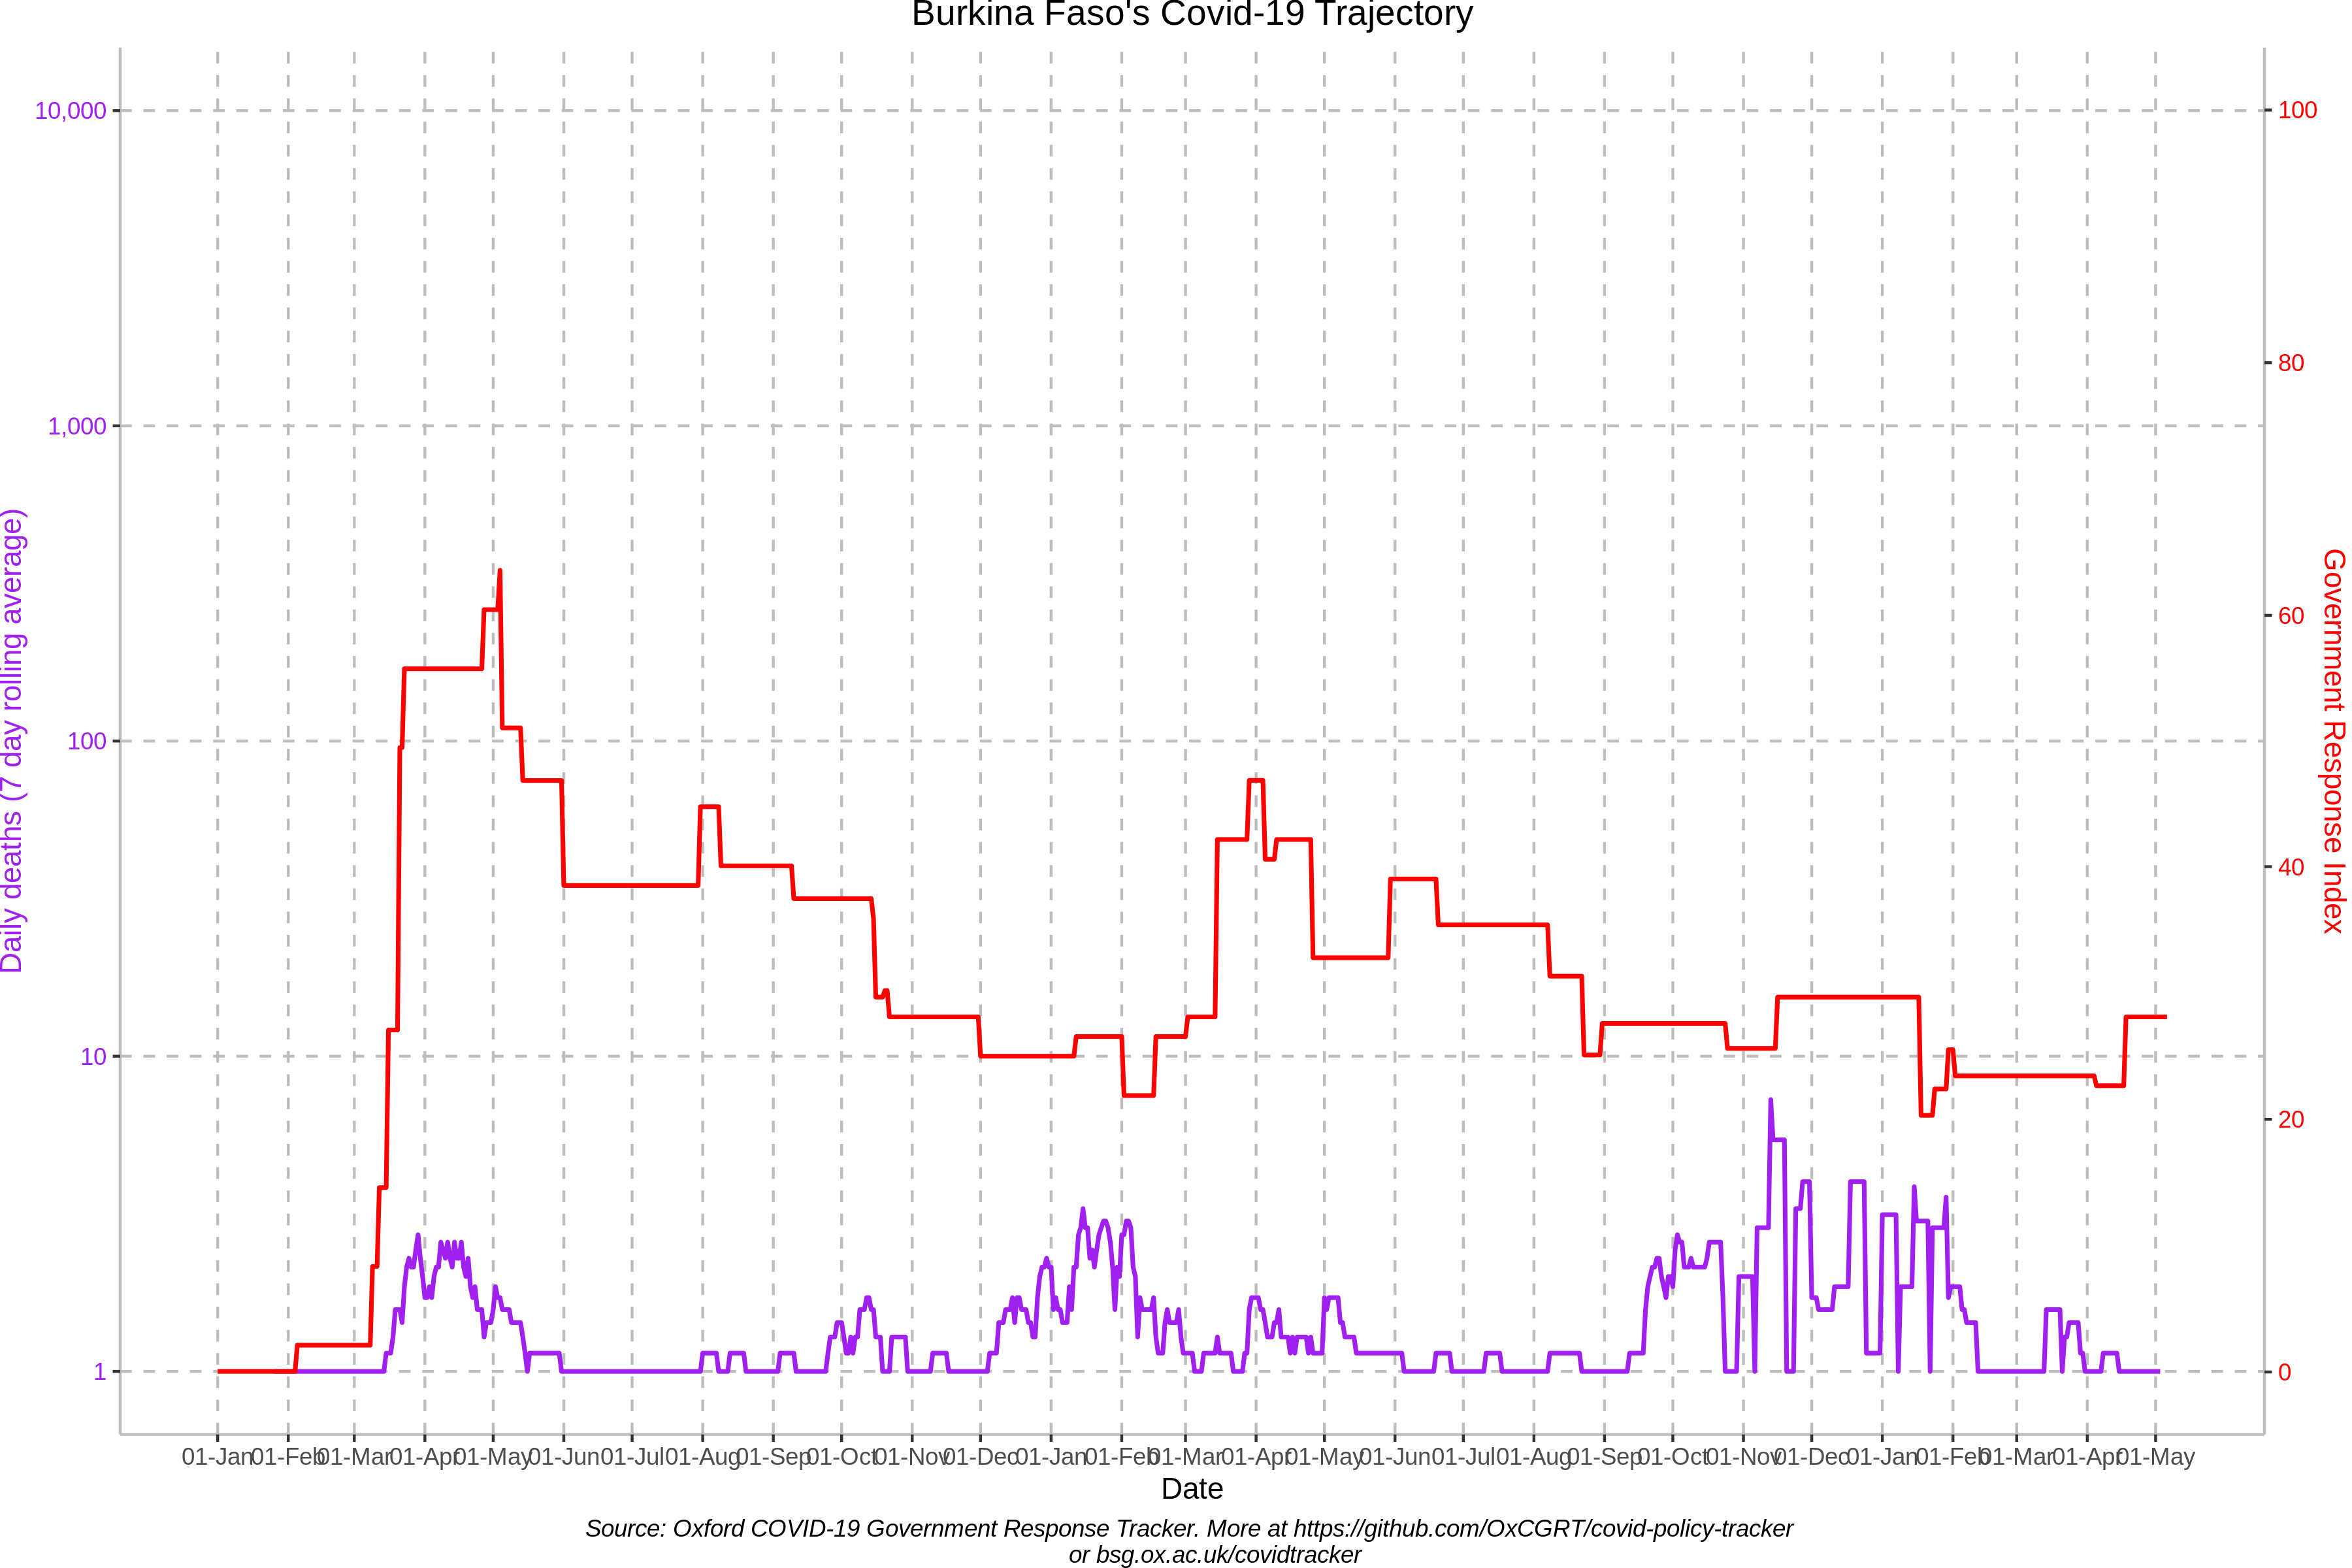 Burkina Faso's Covid-19 Trajectory
10,000
1,000
100
10
1
Daily deaths (7 day rolling average)
100
80
60
40
20
0
Government Response Index
01-Jan 01-Feb 01-Mar 01-Apr 01-May 01-Jun 01-Jul 01-Aug 01-Sep 01-Oct 01-Nov 01-Dec 01-Jan 01-Feb 01-Mar 01-Apr 01-May 01-Jun 01-Jul 01-Aug 01-Sep 01-Oct 01-Nov 01-Dec 01-Jan 01-Feb 01-Mar 01-Apr 01-May
Date
Source: Oxford COVID-19 Government Response Tracker. More at https://github.com/OxCGRT/covid-policy-tracker
or bsg.ox.ac.uk/covidtracker